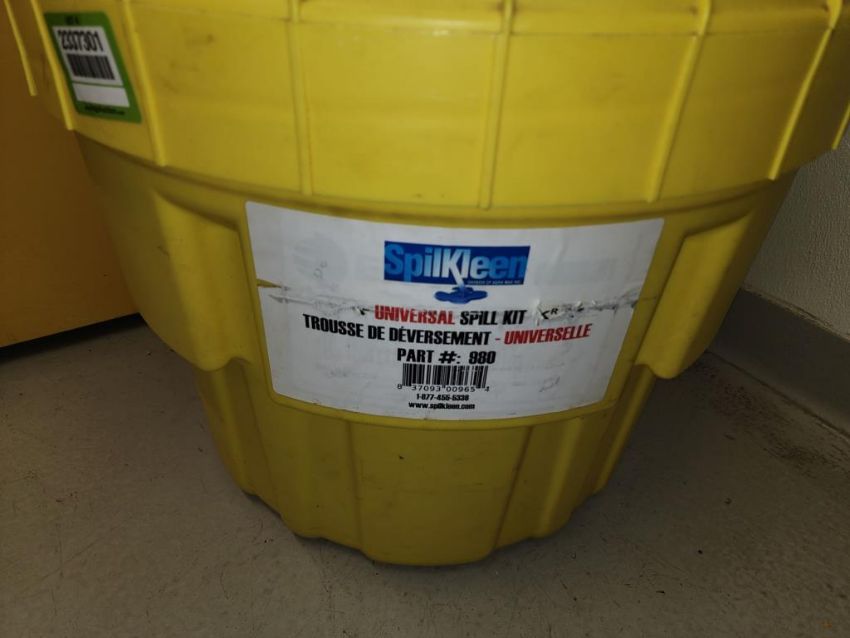 2337301
SpilKleen
UNIVERSAL SPILL KIT
TROUSSE DE DÉVERSEMENT - UNIVERSELLE
PART #: 980
8 37093 00965 4
1-877-455-5338
www.spilkleen.com